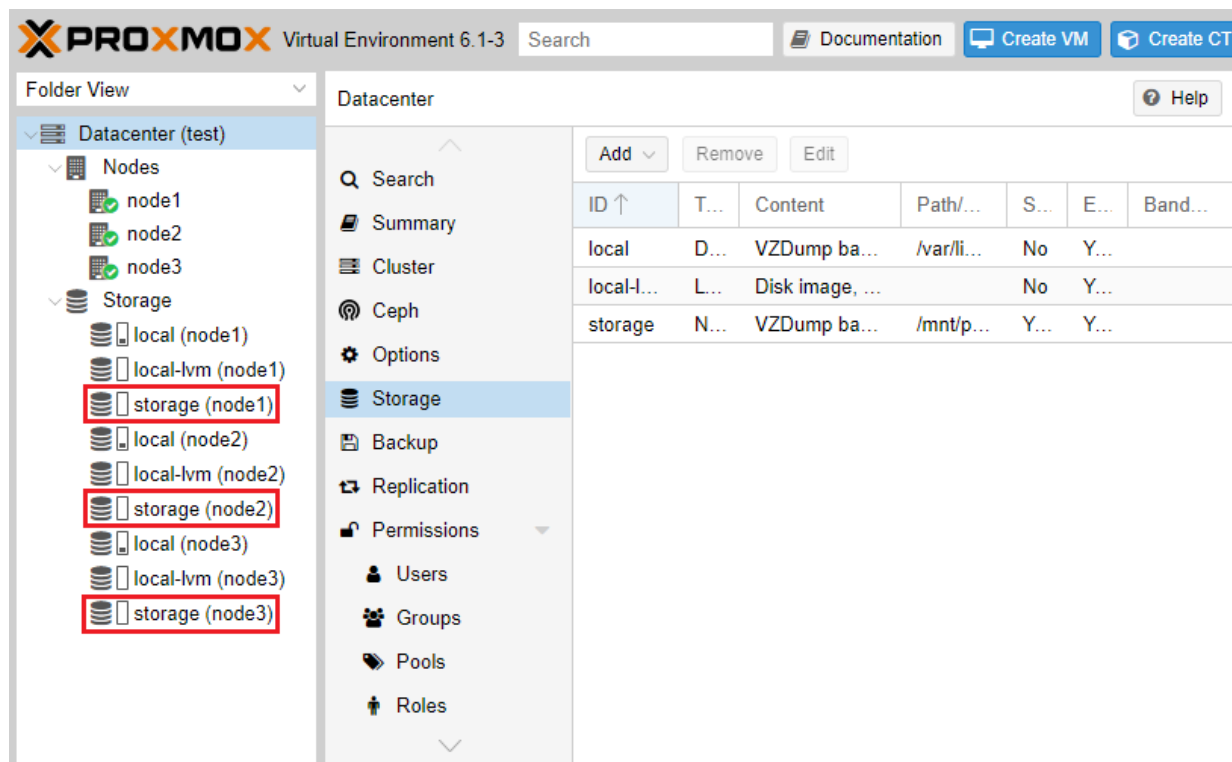 PROXMOX Virtual Environment 6.1-3 Search Documentation Create VM Create CT
Folder View
Datacenter (test)
Nodes
node1
node2
node3
Storage
local (node1)
local-lvm (node1)
storage (node1)
local (node2)
local-lvm (node2)
storage (node2)
local (node3)
local-lvm (node3)
storage (node3)
Datacenter Help
Search
Summary
Cluster
Ceph
Options
Storage
Backup
Replication
Permissions
Users
Groups
Pools
Roles
Add Remove Edit
ID T... Content Path/... S... E... Band...
local D... VZDump ba... /var/li... No Y...
local-l... L... Disk image, ... No Y...
storage N... VZDump ba... /mnt/p... Y... Y...